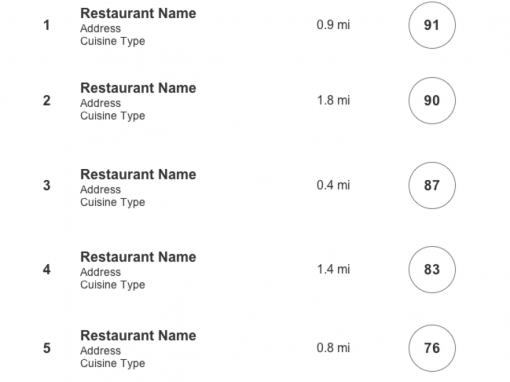 1 Restaurant Name 0.9 mi 91
Address
Cuisine Type
2 Restaurant Name 1.8 mi 90
Address
Cuisine Type
3 Restaurant Name 0.4 mi 87
Address
Cuisine Type
4 Restaurant Name 1.4 mi 83
Address
Cuisine Type
5 Restaurant Name 0.8 mi 76
Address
Cuisine Type